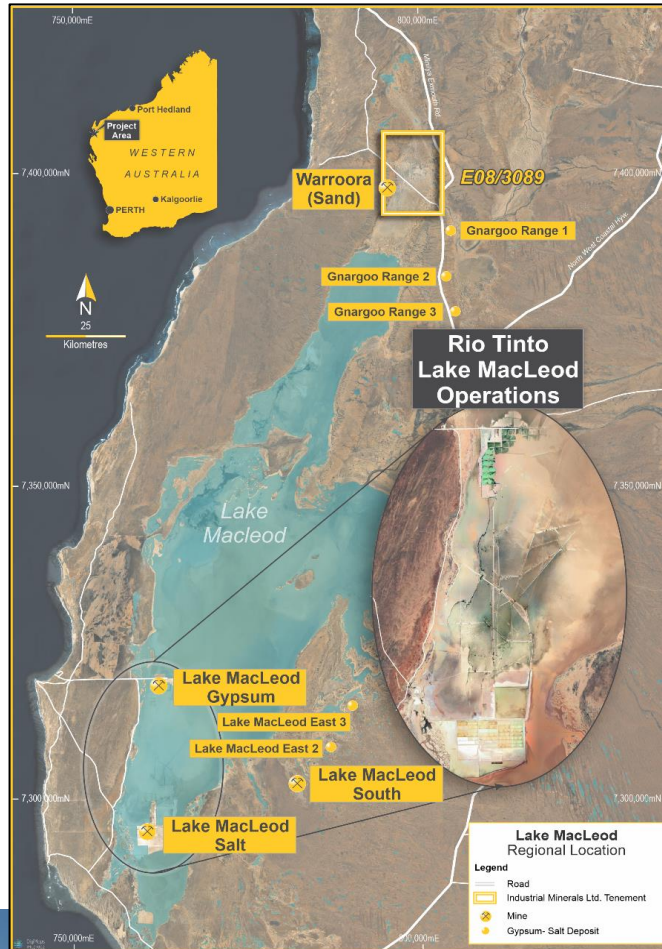 750,000mE
800,000mE
Port Hedland
Project
Area
WESTERN
AUSTRALIA
Kalgoorlie
PERTH
N
25
Kilometres
Minilya Exmouth Rd
7,400,000mN
7,400,000mN
Warroora
(Sand)
E08/3089
Gnargoo Range 1
North West Coastal Hwy
Gnargoo Range 2
Gnargoo Range 3
Rio Tinto
Lake MacLeod
Operations
7,350,000mN
7,350,000mN
Lake
Macleod
Lake MacLeod
Gypsum
Lake MacLeod East 3
Lake MacLeod East 2
Lake MacLeod
South
7,300,000mN
7,300,000mN
Lake MacLeod
Salt
Lake MacLeod
Regional Location
Legend
Road
Industrial Minerals Ltd. Tenement
Mine
Gypsum- Salt Deposit
750,000mE
800,000mE